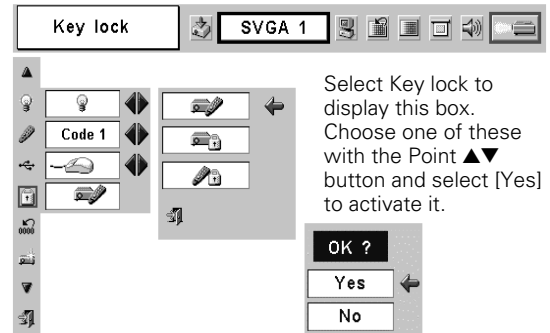 Key lock
SVGA 1
Select Key lock to
display this box.
Choose one of these
with the Point ▲▼
button and select [Yes]
to activate it.
Code 1
0000
OK ?
Yes
No